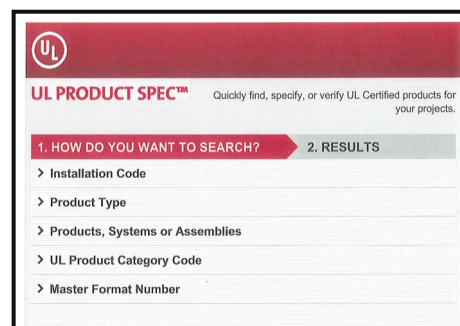 UL
UL PRODUCT SPEC™
Quickly find, specify, or verify UL Certified products for
your projects.
1. HOW DO YOU WANT TO SEARCH?
2. RESULTS
> Installation Code
> Product Type
> Products, Systems or Assemblies
> UL Product Category Code
> Master Format Number